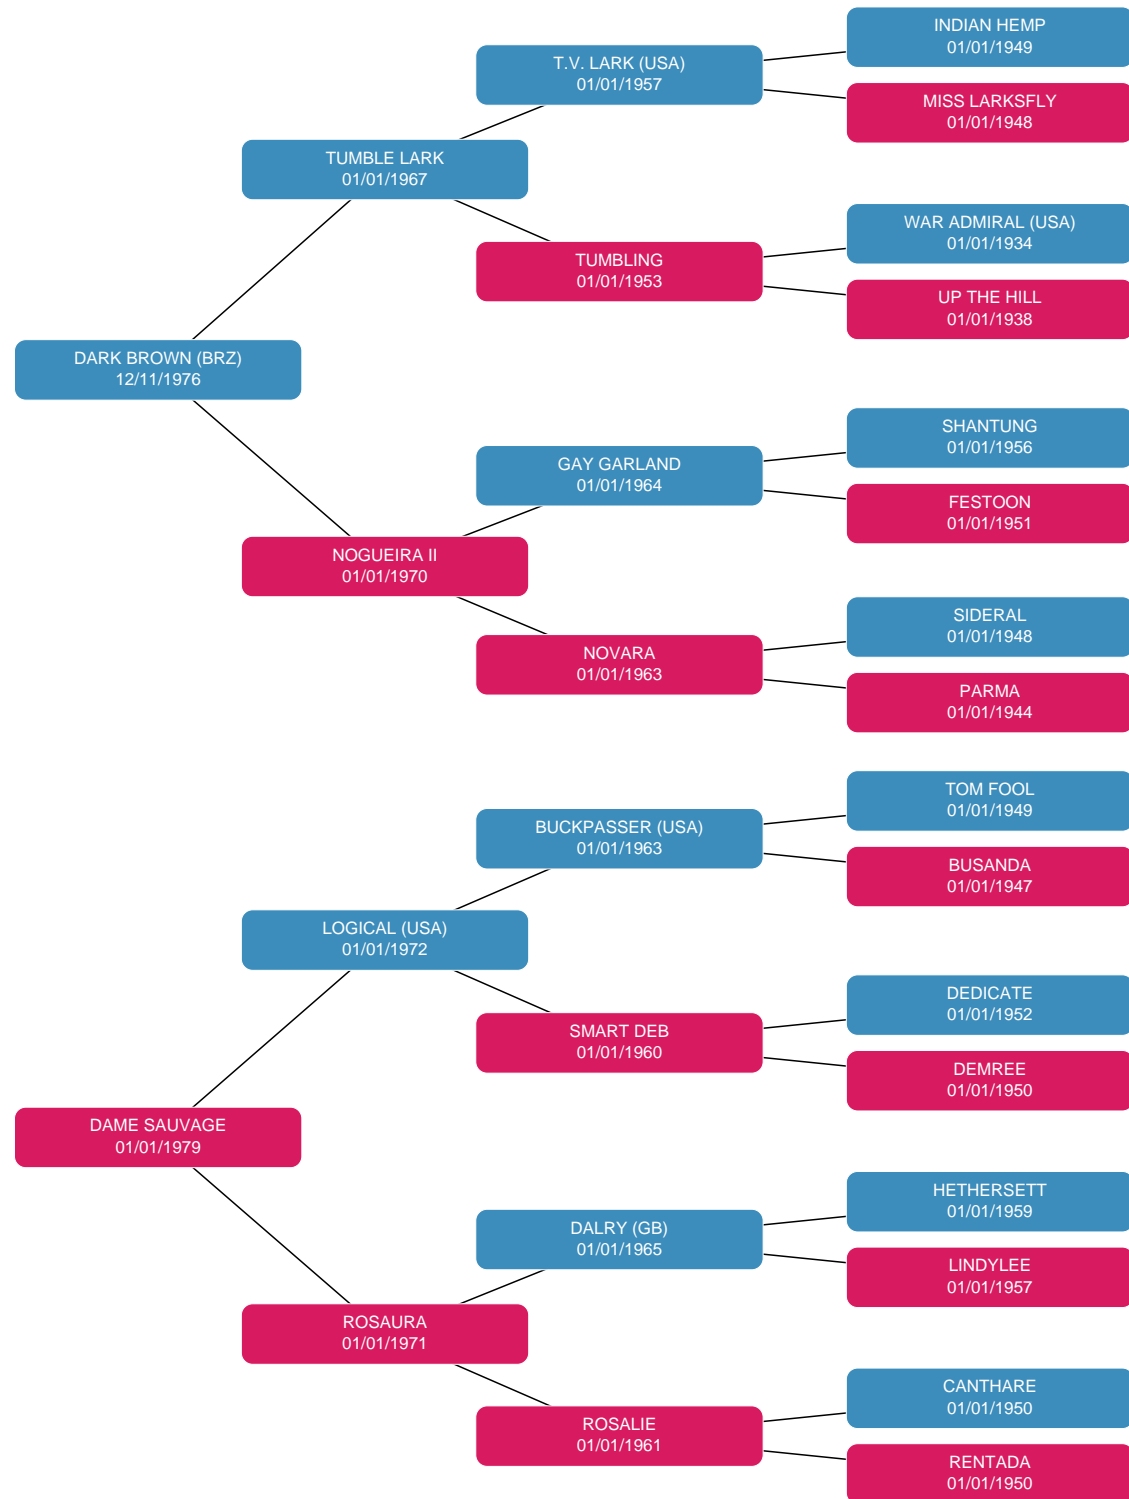 INDIAN HEMP
01/01/1949
T.V. LARK (USA)
01/01/1957
MISS LARKSFLY
01/01/1948
TUMBLE LARK
01/01/1967
WAR ADMIRAL (USA)
01/01/1934
TUMBLING
01/01/1953
UP THE HILL
01/01/1938
DARK BROWN (BRZ)
12/11/1976
SHANTUNG
01/01/1956
GAY GARLAND
01/01/1964
FESTOON
01/01/1951
NOGUEIRA II
01/01/1970
SIDERAL
01/01/1948
NOVARA
01/01/1963
PARMA
01/01/1944
TOM FOOL
01/01/1949
BUCKPASSER (USA)
01/01/1963
BUSANDA
01/01/1947
LOGICAL (USA)
01/01/1972
DEDICATE
01/01/1952
SMART DEB
01/01/1960
DEMREE
01/01/1950
DAME SAUVAGE
01/01/1979
HETHERSETT
01/01/1959
DALRY (GB)
01/01/1965
LINDYLEE
01/01/1957
ROSAURA
01/01/1971
CANTHARE
01/01/1950
ROSALIE
01/01/1961
RENTADA
01/01/1950